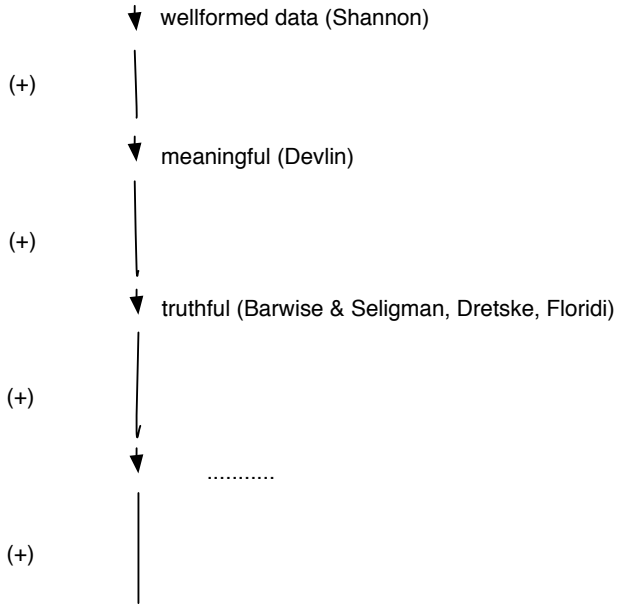 wellformed data (Shannon)
(+)
meaningful (Devlin)
(+)
truthful (Barwise & Seligman, Dretske, Floridi)
(+)
...........
(+)